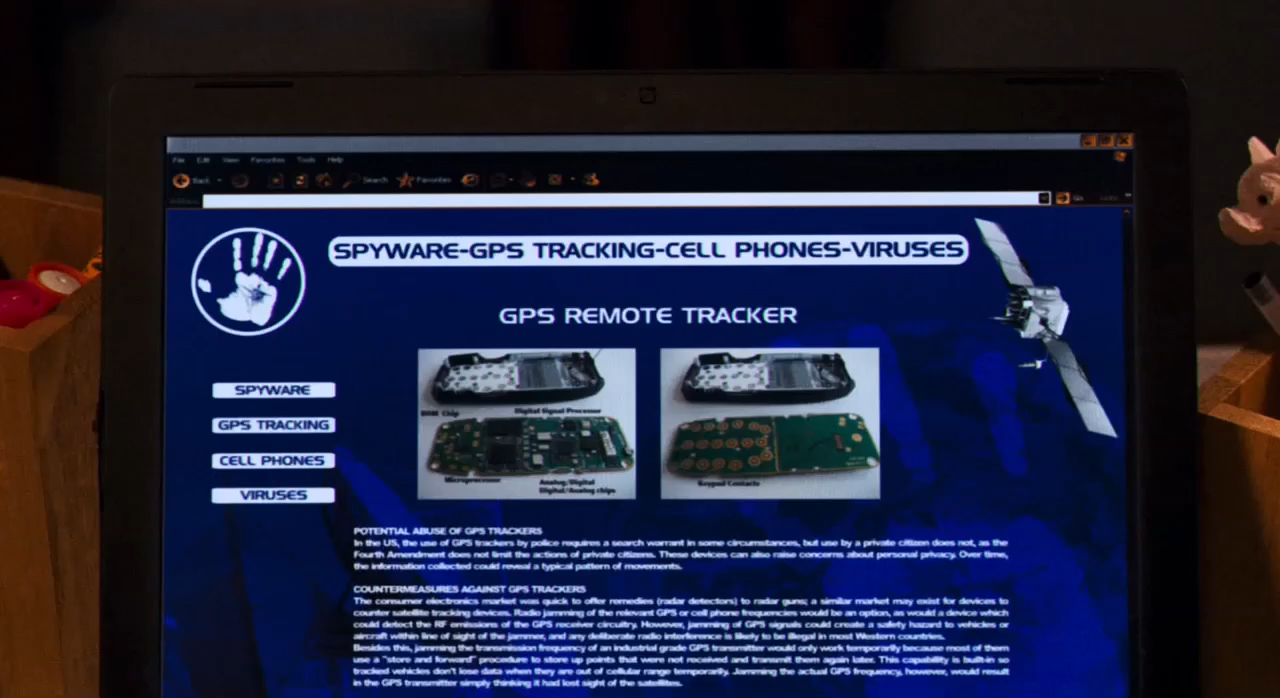 File Edit View Favorites Tools Help
Back Search Favorites
Go
SPYWARE-GPS TRACKING-CELL PHONES-VIRUSES
GPS REMOTE TRACKER
SPYWARE
GPS TRACKING
CELL PHONES
VIRUSES
Chip
Digital Signal Processor
Microprocessor
Analog/Digital
Digital/Analog chips
Keypad Contacts
POTENTIAL ABUSE OF GPS TRACKERS
In the US, the use of GPS trackers by police requires a search warrant in some circumstances, but use by a private citizen does not, as the
Fourth Amendment does not limit the actions of private citizens. These devices can also raise concerns about personal privacy. Over time,
the information collected could reveal a typical pattern of movements.
COUNTERMEASURES AGAINST GPS TRACKERS
The consumer electronics market was quick to offer remedies (radar detectors) to radar guns; a similar market may exist for devices to
counter satellite tracking devices. Radio jamming of the relevant GPS or cell phone frequencies would be an option, as would a device which
could detect the RF emissions of the GPS receiver circuitry. However, jamming of GPS signals could create a safety hazard to vehicles or
aircraft within line of sight of the jammer, and any deliberate radio interference is likely to be illegal in most Western countries.
Besides this, jamming the transmission frequency of an industrial grade GPS transmitter would only work temporarily because most of them
use a "store and forward" procedure to store up points that were not received and transmit them again later. This capability is built-in so
tracked vehicles don't lose data when they are out of cellular range temporarily. Jamming the actual GPS frequency, however, would result
in the GPS transmitter simply thinking it had lost sight of the satellites.